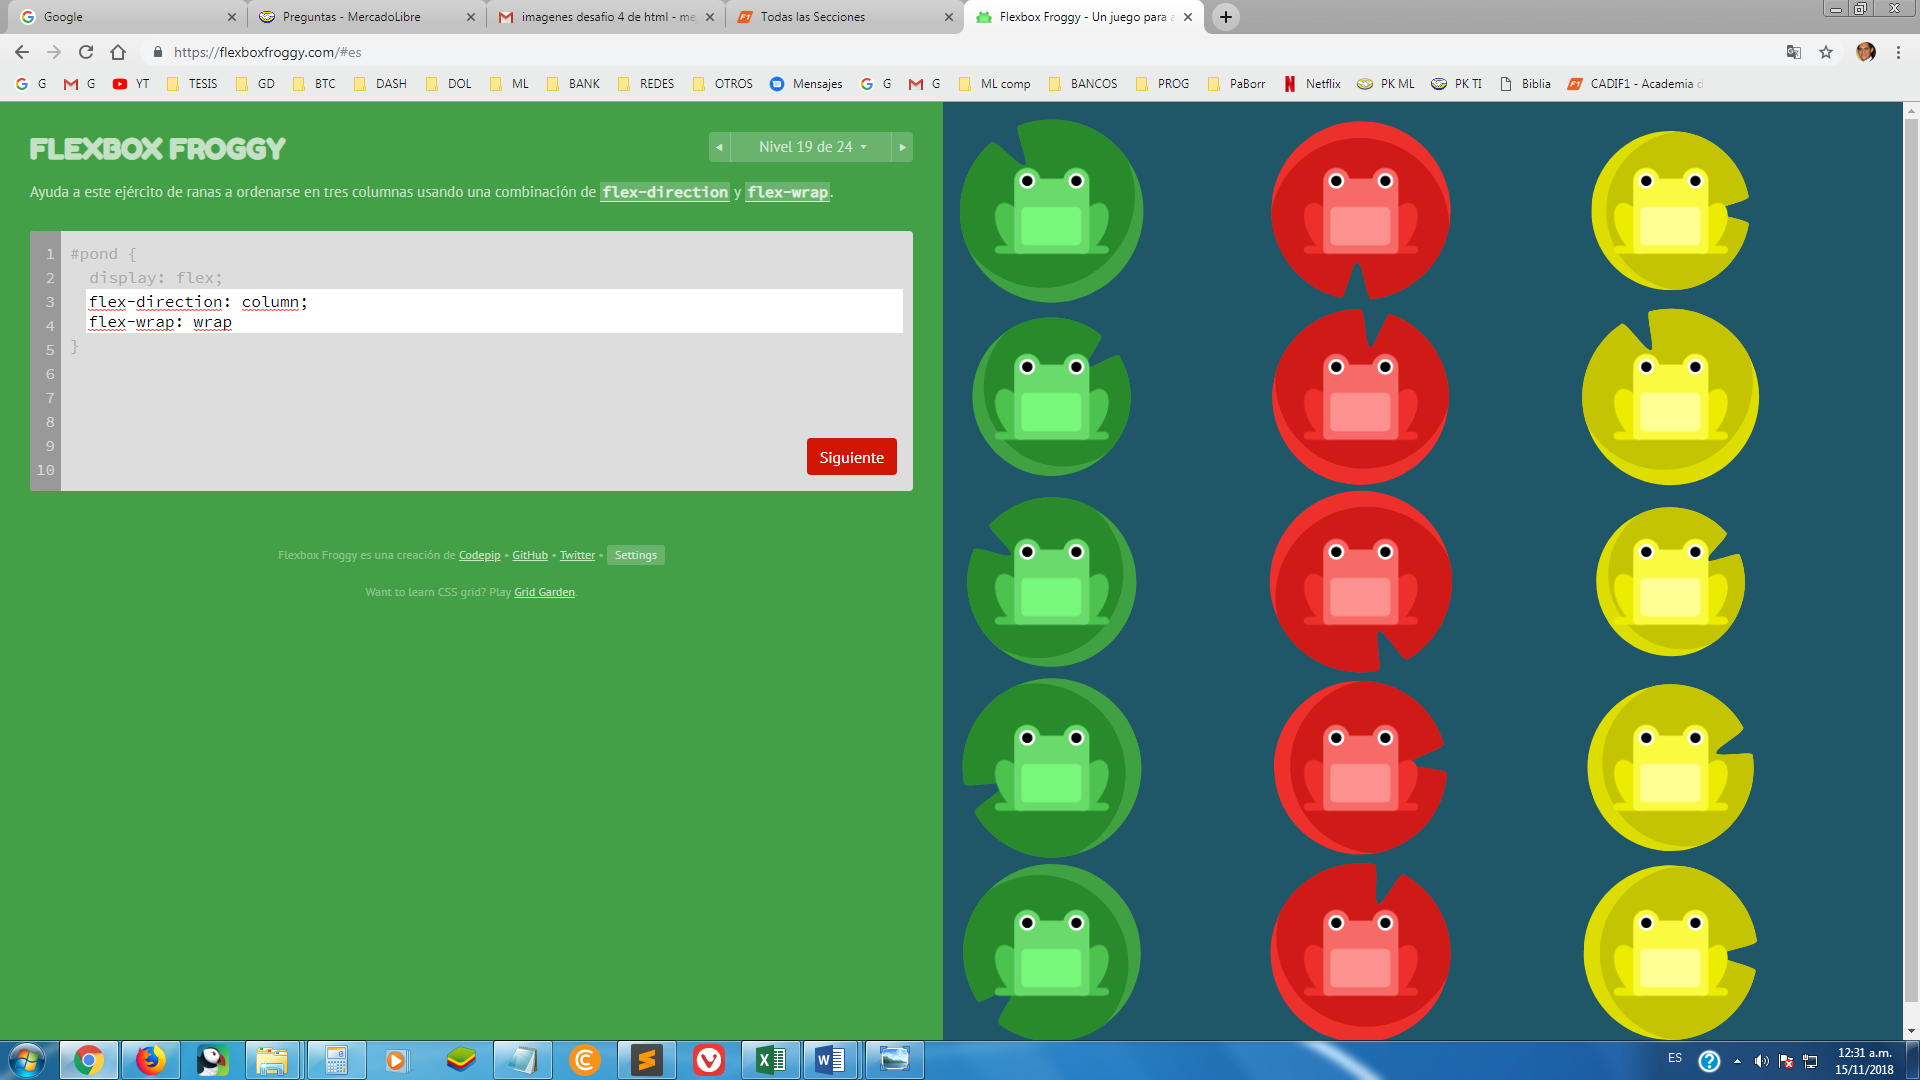 Google
Preguntas - MercadoLibre
imagenes desafio 4 de html - me
Todas las Secciones
Flexbox Froggy - Un juego para a
https://flexboxfroggy.com/#es
G G YT TESIS GD BTC DASH DOL ML BANK REDES OTROS Mensajes G G ML comp BANCOS PROG PaBorr Netflix PK ML PK TI Biblia CADIF1 - Academia d
FLEXBOX FROGGY
Nivel 19 de 24
Ayuda a este ejército de ranas a ordenarse en tres columnas usando una combinación de flex-direction y flex-wrap.
1 #pond {
2 display: flex;
3 flex-direction: column;
4 flex-wrap: wrap
5 }
6
7
8
9
10
Siguiente
Flexbox Froggy es una creación de Codepip • GitHub • Twitter • Settings
Want to learn CSS grid? Play Grid Garden.
ES
12:31 a.m.
15/11/2018